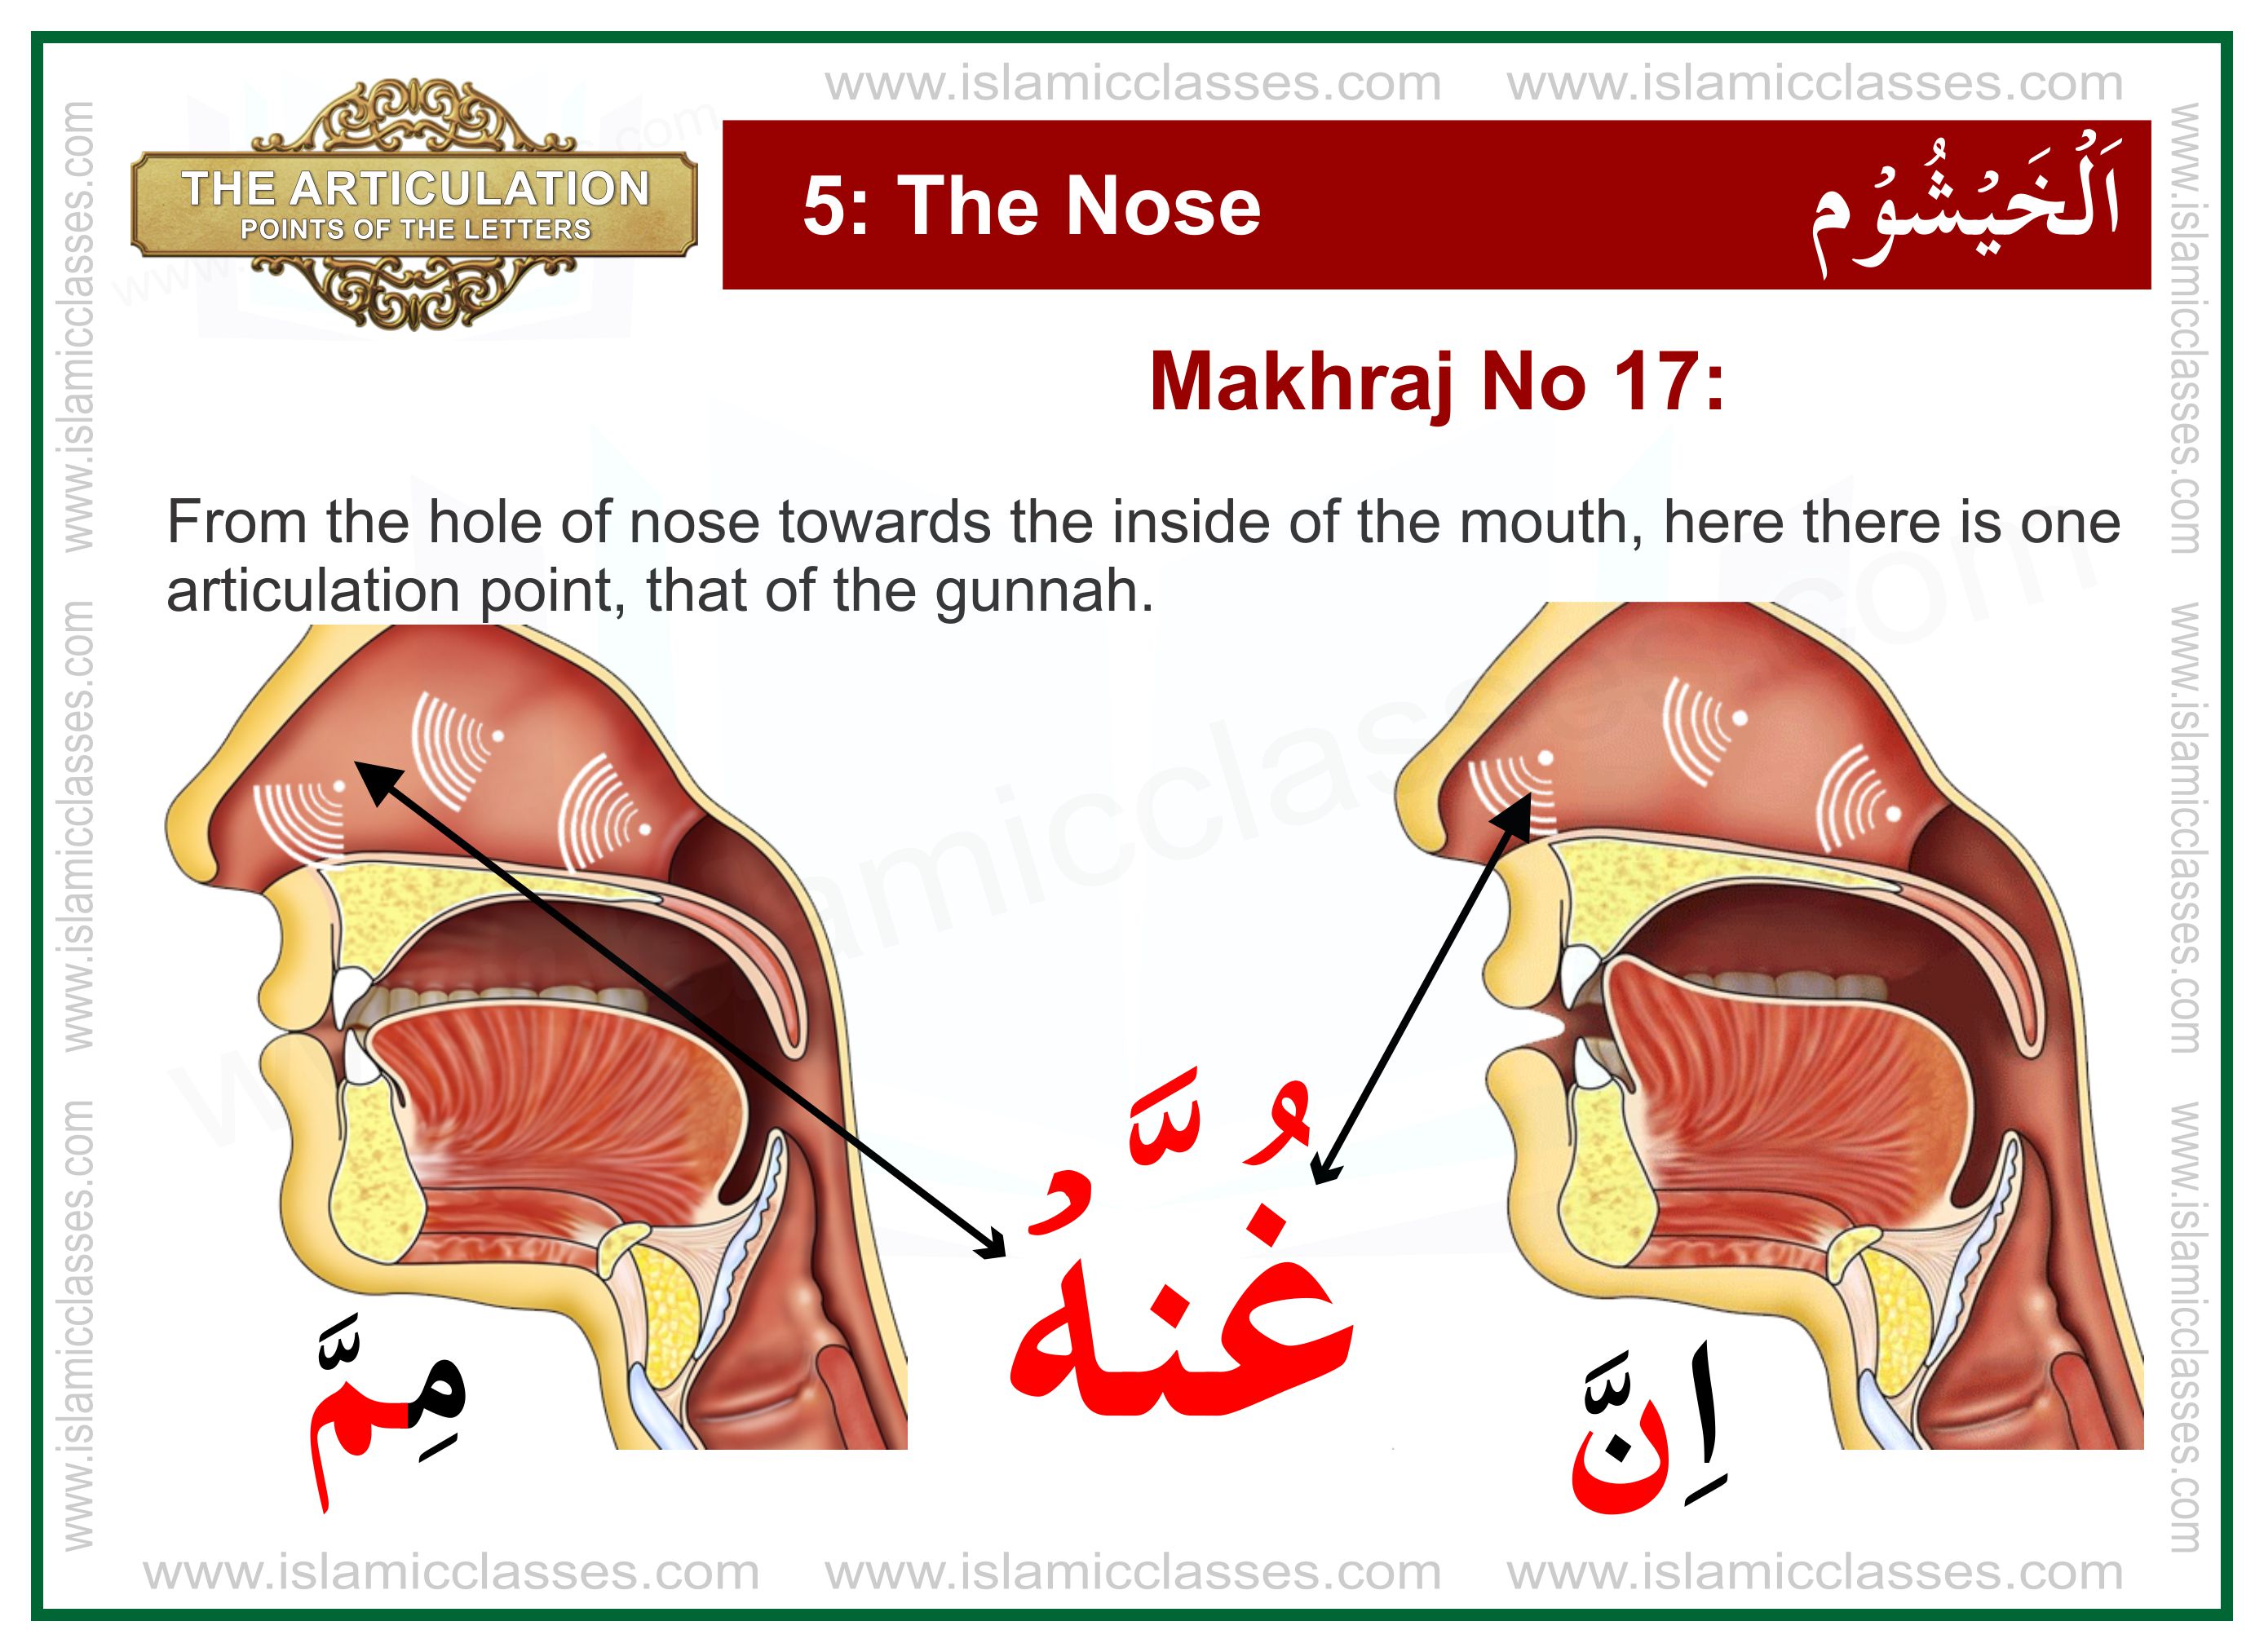 www.islamicclasses.com www.islamicclasses.com
THE ARTICULATION
POINTS OF THE LETTERS
5: The Nose
اَلْخَيْشُوْم
Makhraj No 17:
From the hole of nose towards the inside of the mouth, here there is one
articulation point, that of the gunnah.
غُنَّهُ
مِمَّ
اِنَّ
www.islamicclasses.com www.islamicclasses.com www.islamicclasses.com
www.islamicclasses.com www.islamicclasses.com www.islamicclasses.com
www.islamicclasses.com www.islamicclasses.com www.islamicclasses.com